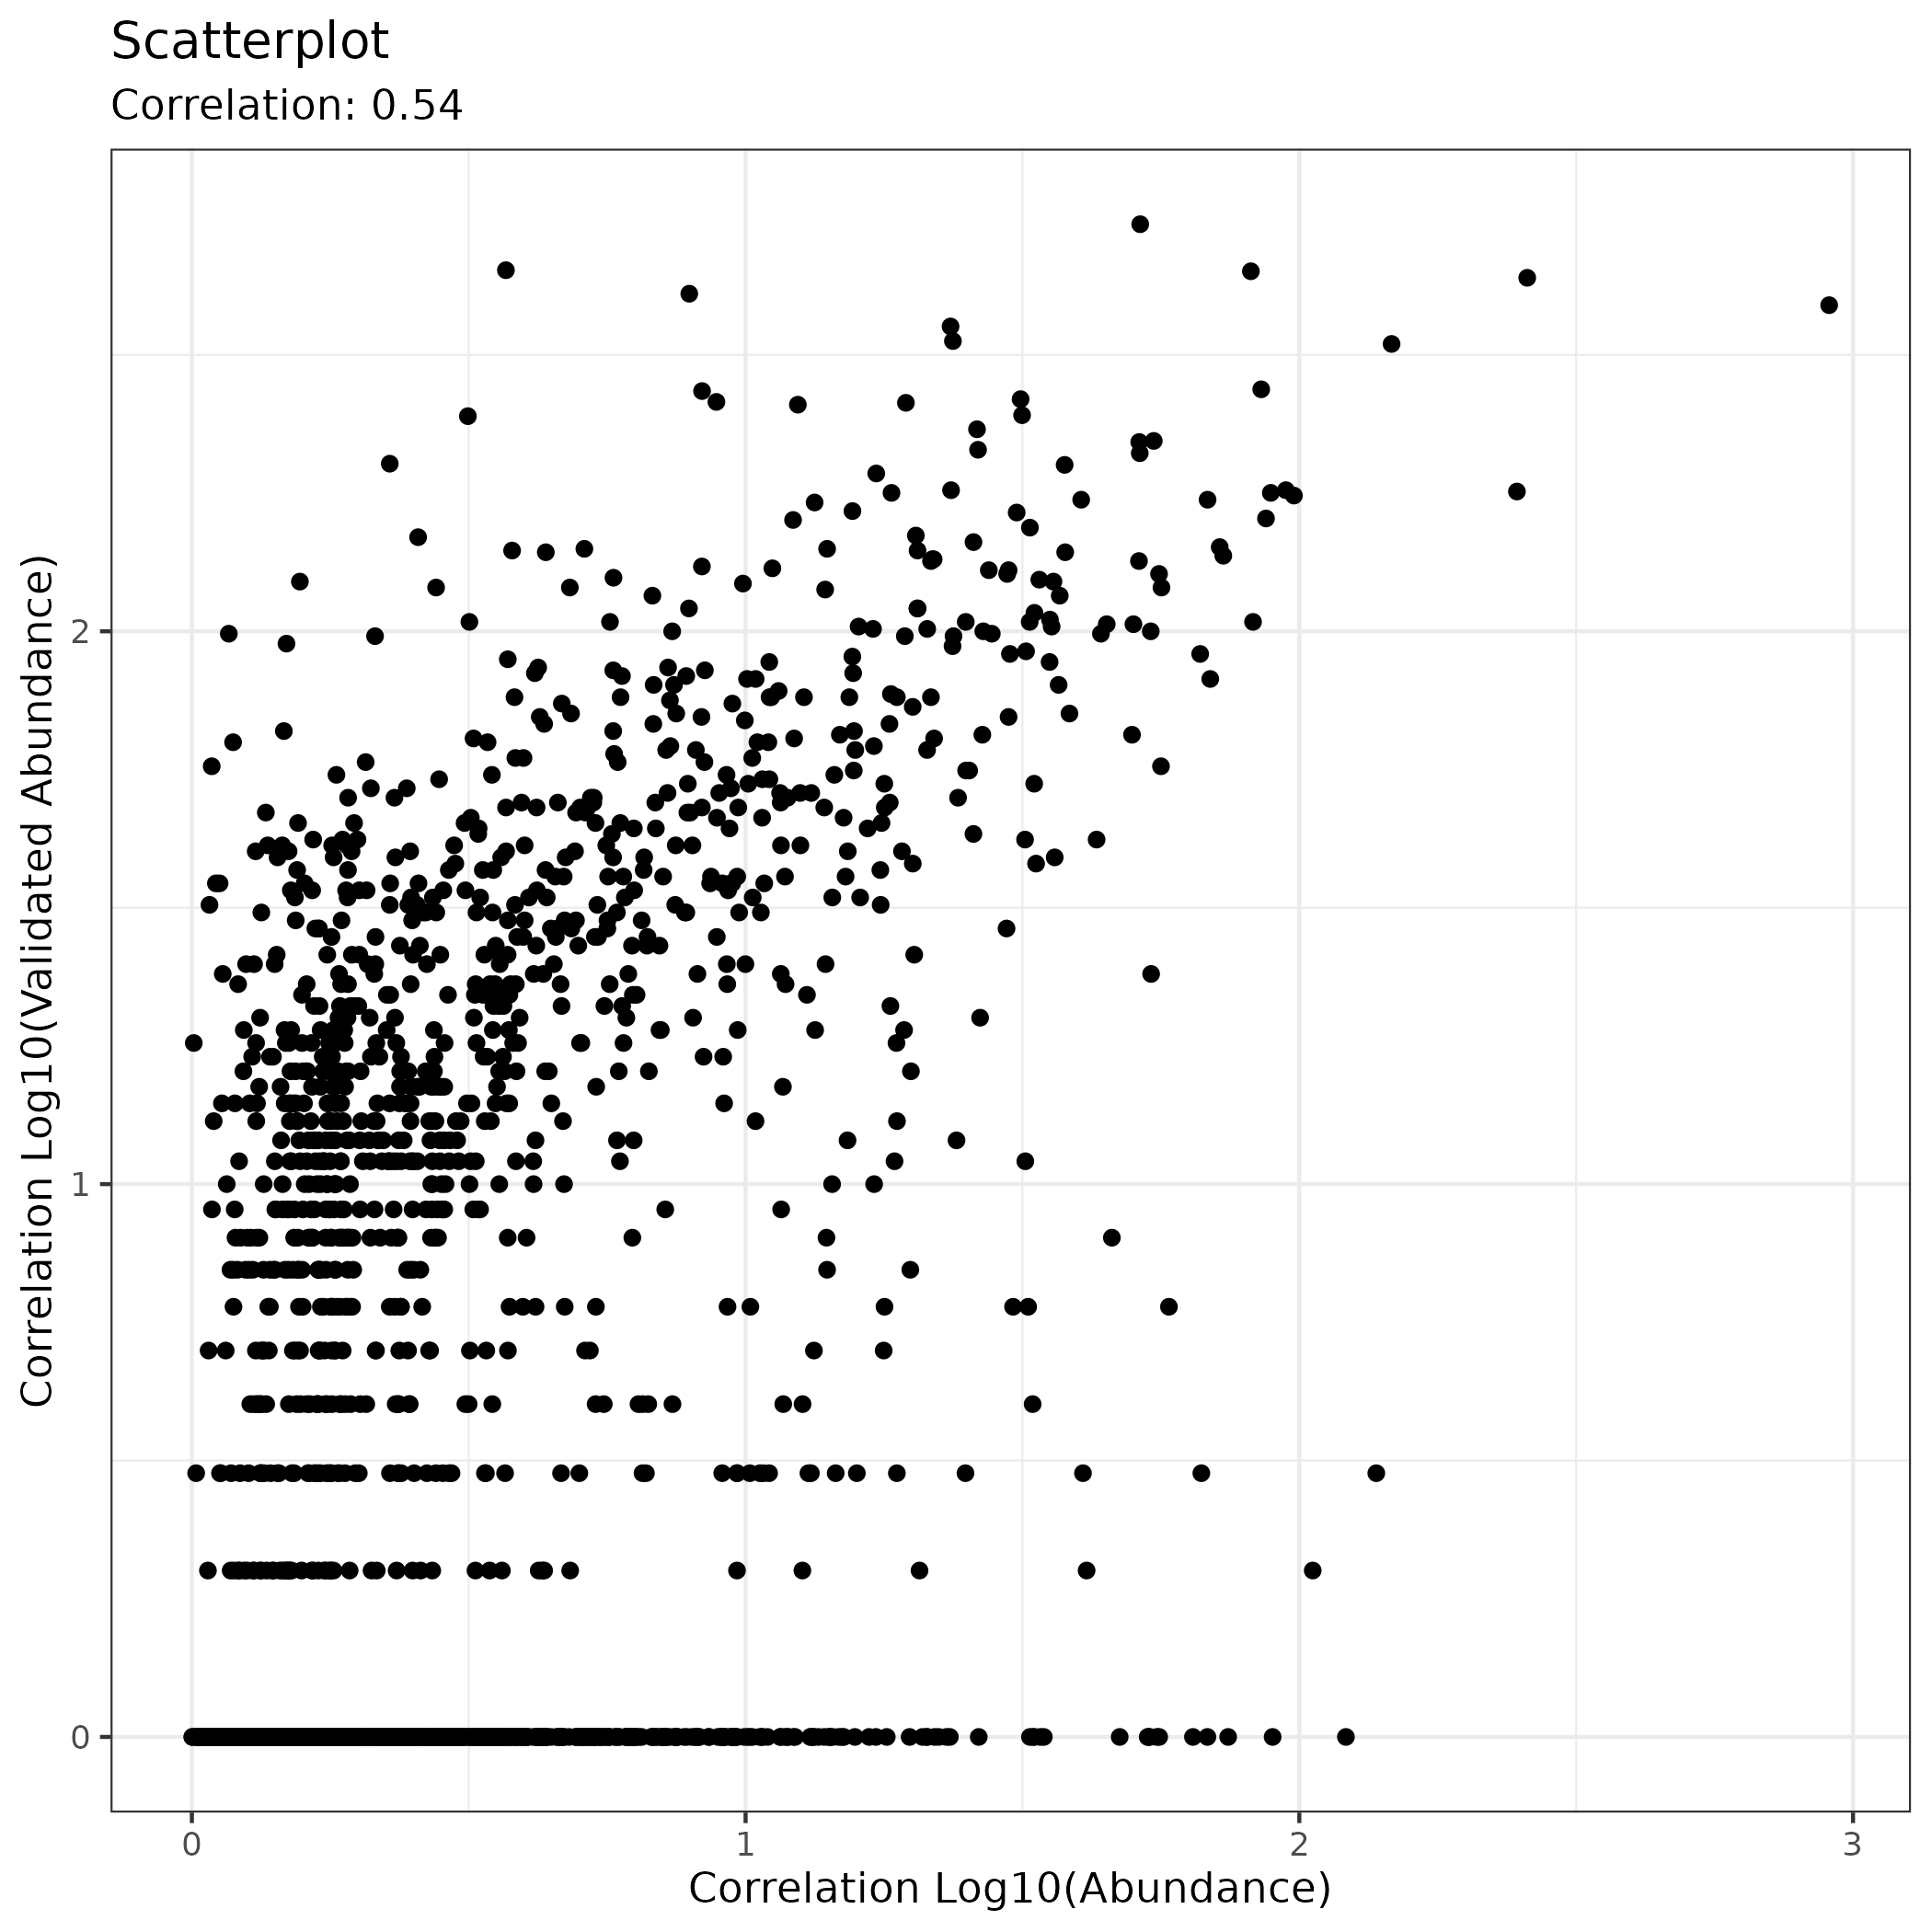 Scatterplot
Correlation: 0.54
Correlation Log10(Validated Abundance)
2
1
0
0
1
2
3
Correlation Log10(Abundance)